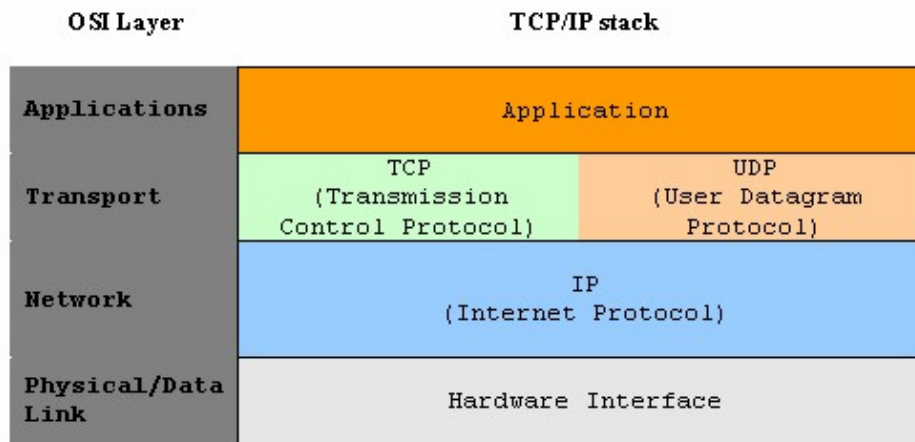 OSI Layer TCP/IP stack
Applications Application
Transport
TCP
(Transmission
Control Protocol)
UDP
(User Datagram
Protocol)
Network
IP
(Internet Protocol)
Physical/Data
Link
Hardware Interface